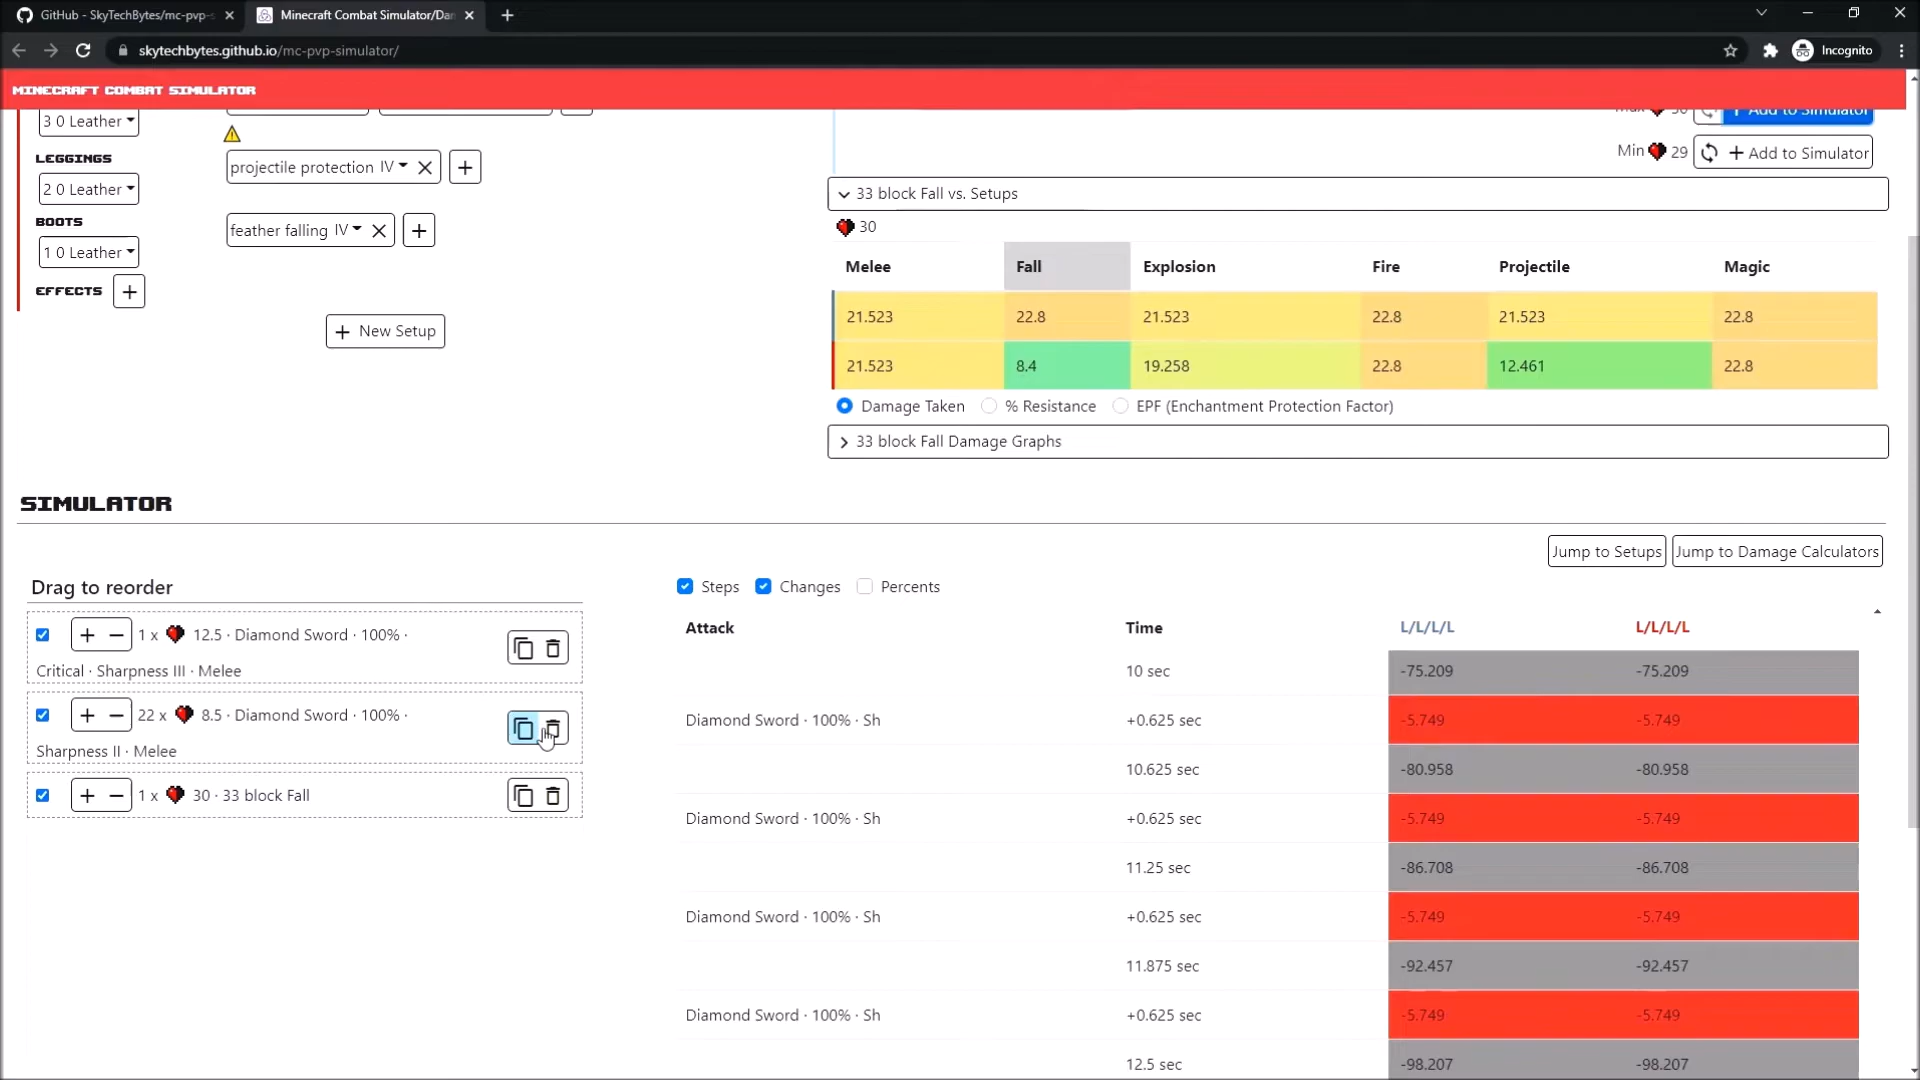 GitHub - SkyTechBytes/mc-pvp-s
Minecraft Combat Simulator/Dan
skytechbytes.github.io/mc-pvp-simulator/
Incognito
MINECRAFT COMBAT SIMULATOR
3 0 Leather
Add to Simulator
LEGGINGS
projectile protection IV
Min 29 + Add to Simulator
2 0 Leather
33 block Fall vs. Setups
BOOTS
feather falling IV
30
1 0 Leather
EFFECTS
Melee Fall Explosion Fire Projectile Magic
+ New Setup
21.523 22.8 21.523 22.8 21.523 22.8
21.523 8.4 19.258 22.8 12.461 22.8
Damage Taken % Resistance EPF (Enchantment Protection Factor)
33 block Fall Damage Graphs
SIMULATOR
Jump to Setups Jump to Damage Calculators
Drag to reorder
Steps Changes Percents
Attack Time L/L/L/L L/L/L/L
+ − 1 x 12.5 · Diamond Sword · 100% ·
Critical · Sharpness III · Melee
10 sec -75.209 -75.209
+ − 22 x 8.5 · Diamond Sword · 100% ·
Sharpness II · Melee
Diamond Sword · 100% · Sh +0.625 sec -5.749 -5.749
10.625 sec -80.958 -80.958
+ − 1 x 30 · 33 block Fall
Diamond Sword · 100% · Sh +0.625 sec -5.749 -5.749
11.25 sec -86.708 -86.708
Diamond Sword · 100% · Sh +0.625 sec -5.749 -5.749
11.875 sec -92.457 -92.457
Diamond Sword · 100% · Sh +0.625 sec -5.749 -5.749
12.5 sec -98.207 -98.207